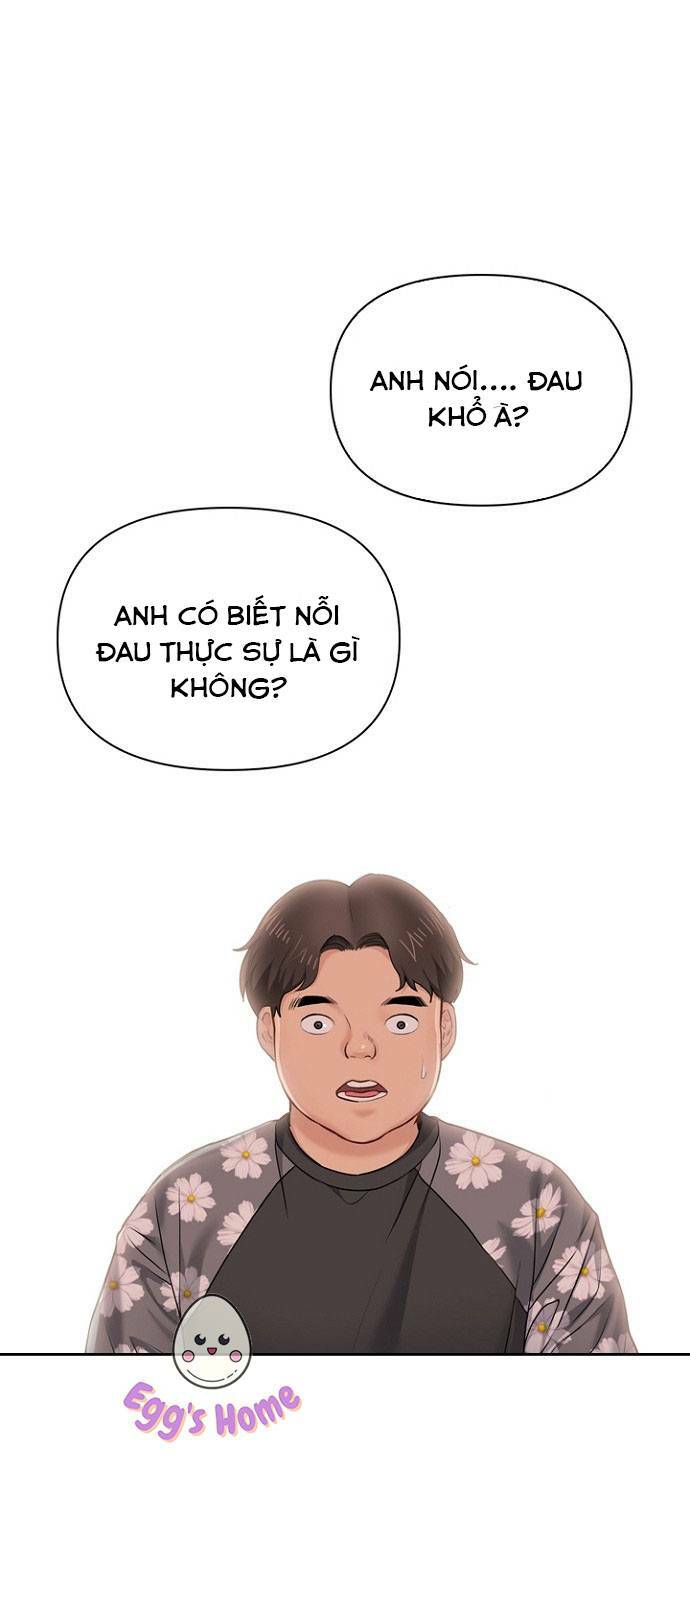 ANH NÓI.... ĐAU
KHỔ À?
ANH CÓ BIẾT NỖI
ĐAU THỰC SỰ LÀ GÌ
KHÔNG?
Egg's Home